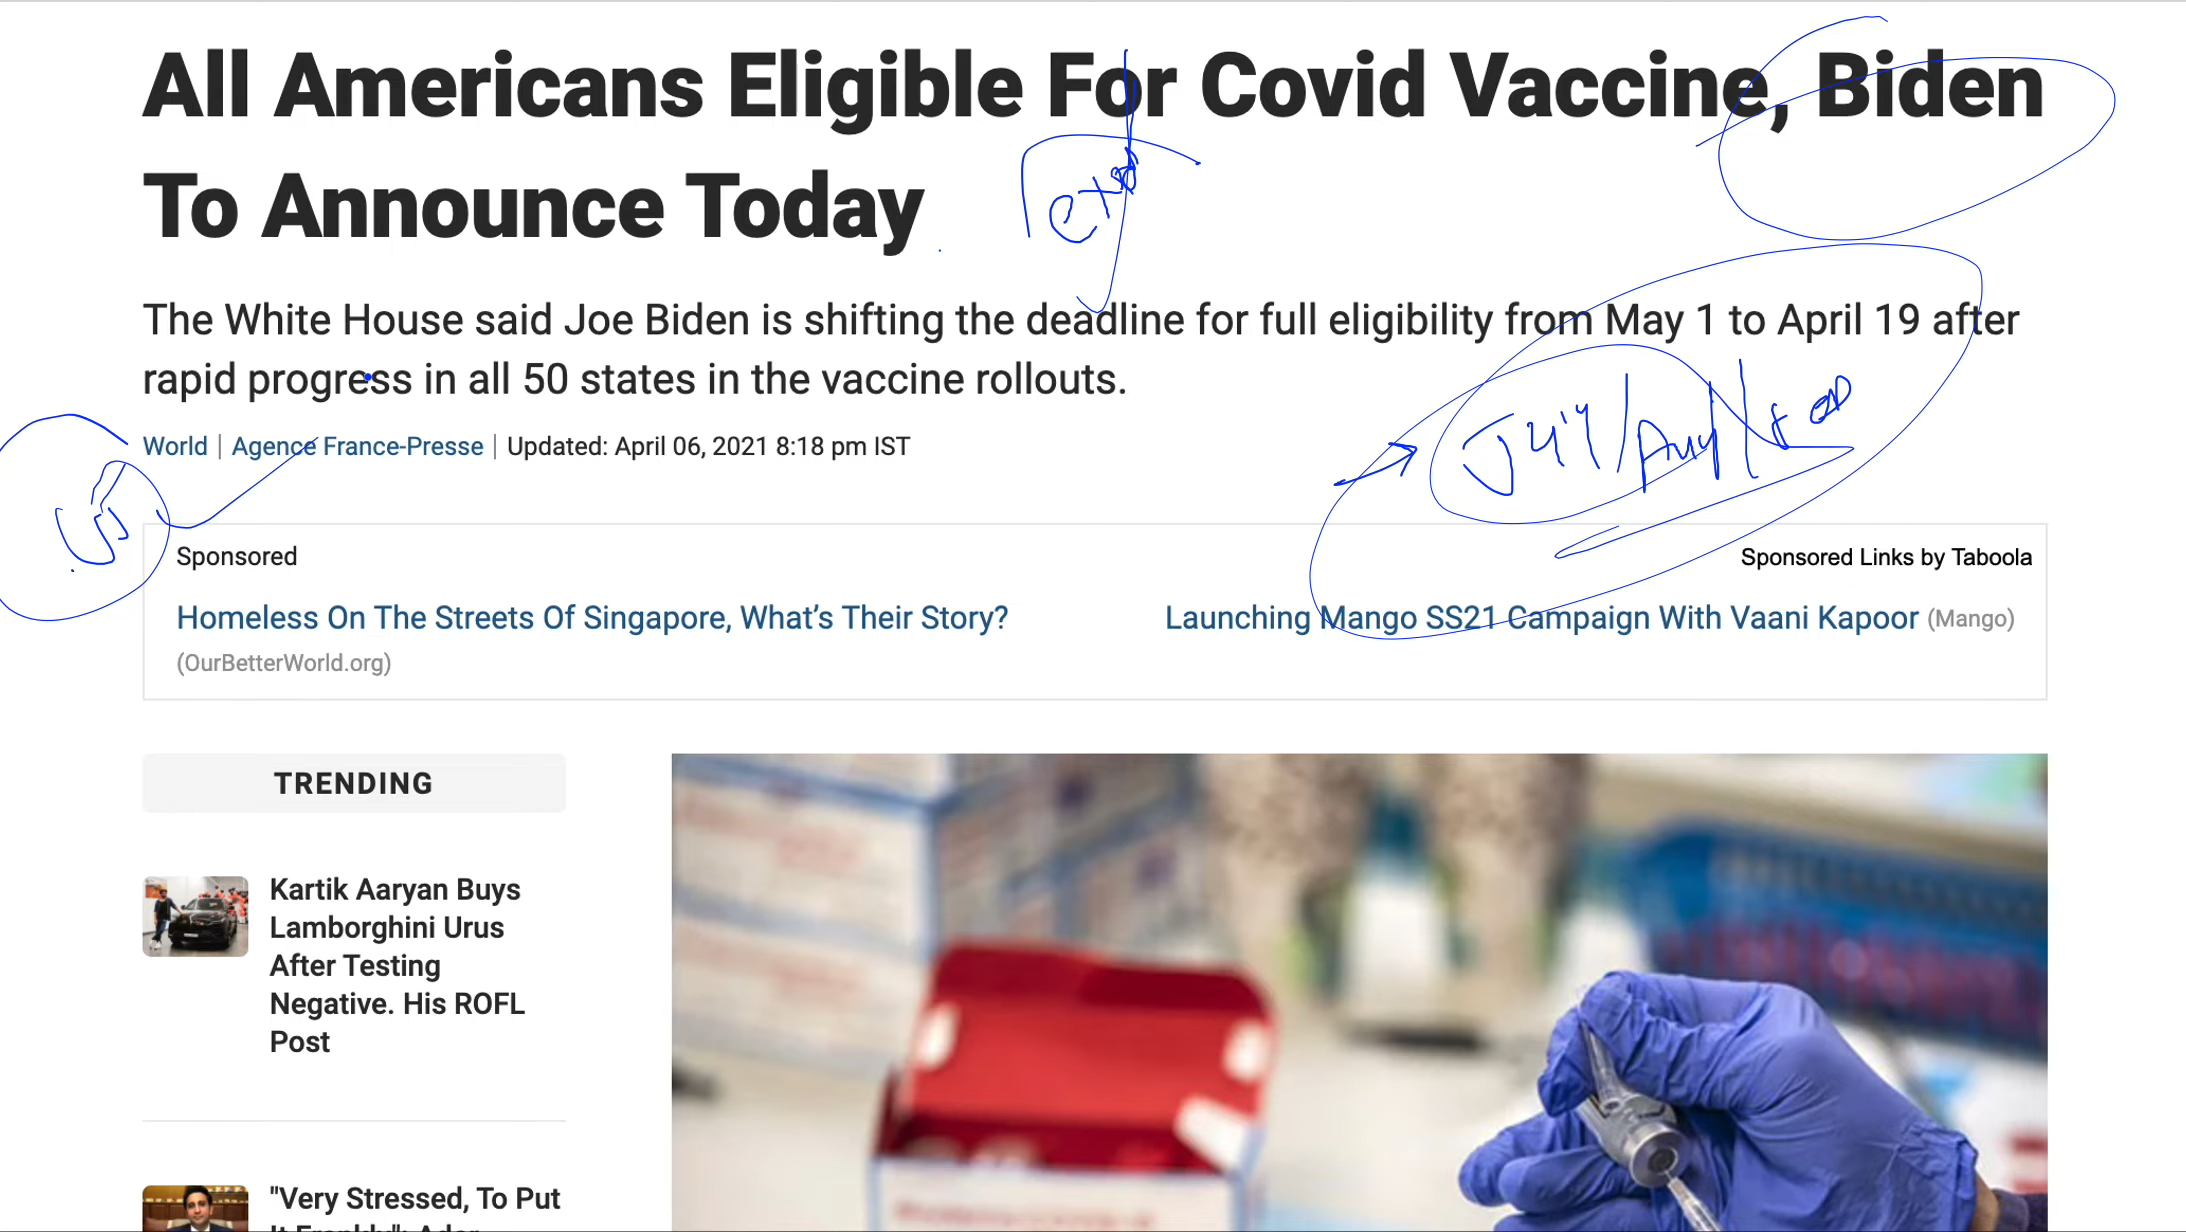 All Americans Eligible For Covid Vaccine, Biden
To Announce Today
The White House said Joe Biden is shifting the deadline for full eligibility from May 1 to April 19 after
rapid progress in all 50 states in the vaccine rollouts.
World | Agence France-Presse | Updated: April 06, 2021 8:18 pm IST
Sponsored
Sponsored Links by Taboola
Homeless On The Streets Of Singapore, What's Their Story?
(OurBetterWorld.org)
Launching Mango SS21 Campaign With Vaani Kapoor (Mango)
TRENDING
Kartik Aaryan Buys
Lamborghini Urus
After Testing
Negative. His ROFL
Post
"Very Stressed, To Put